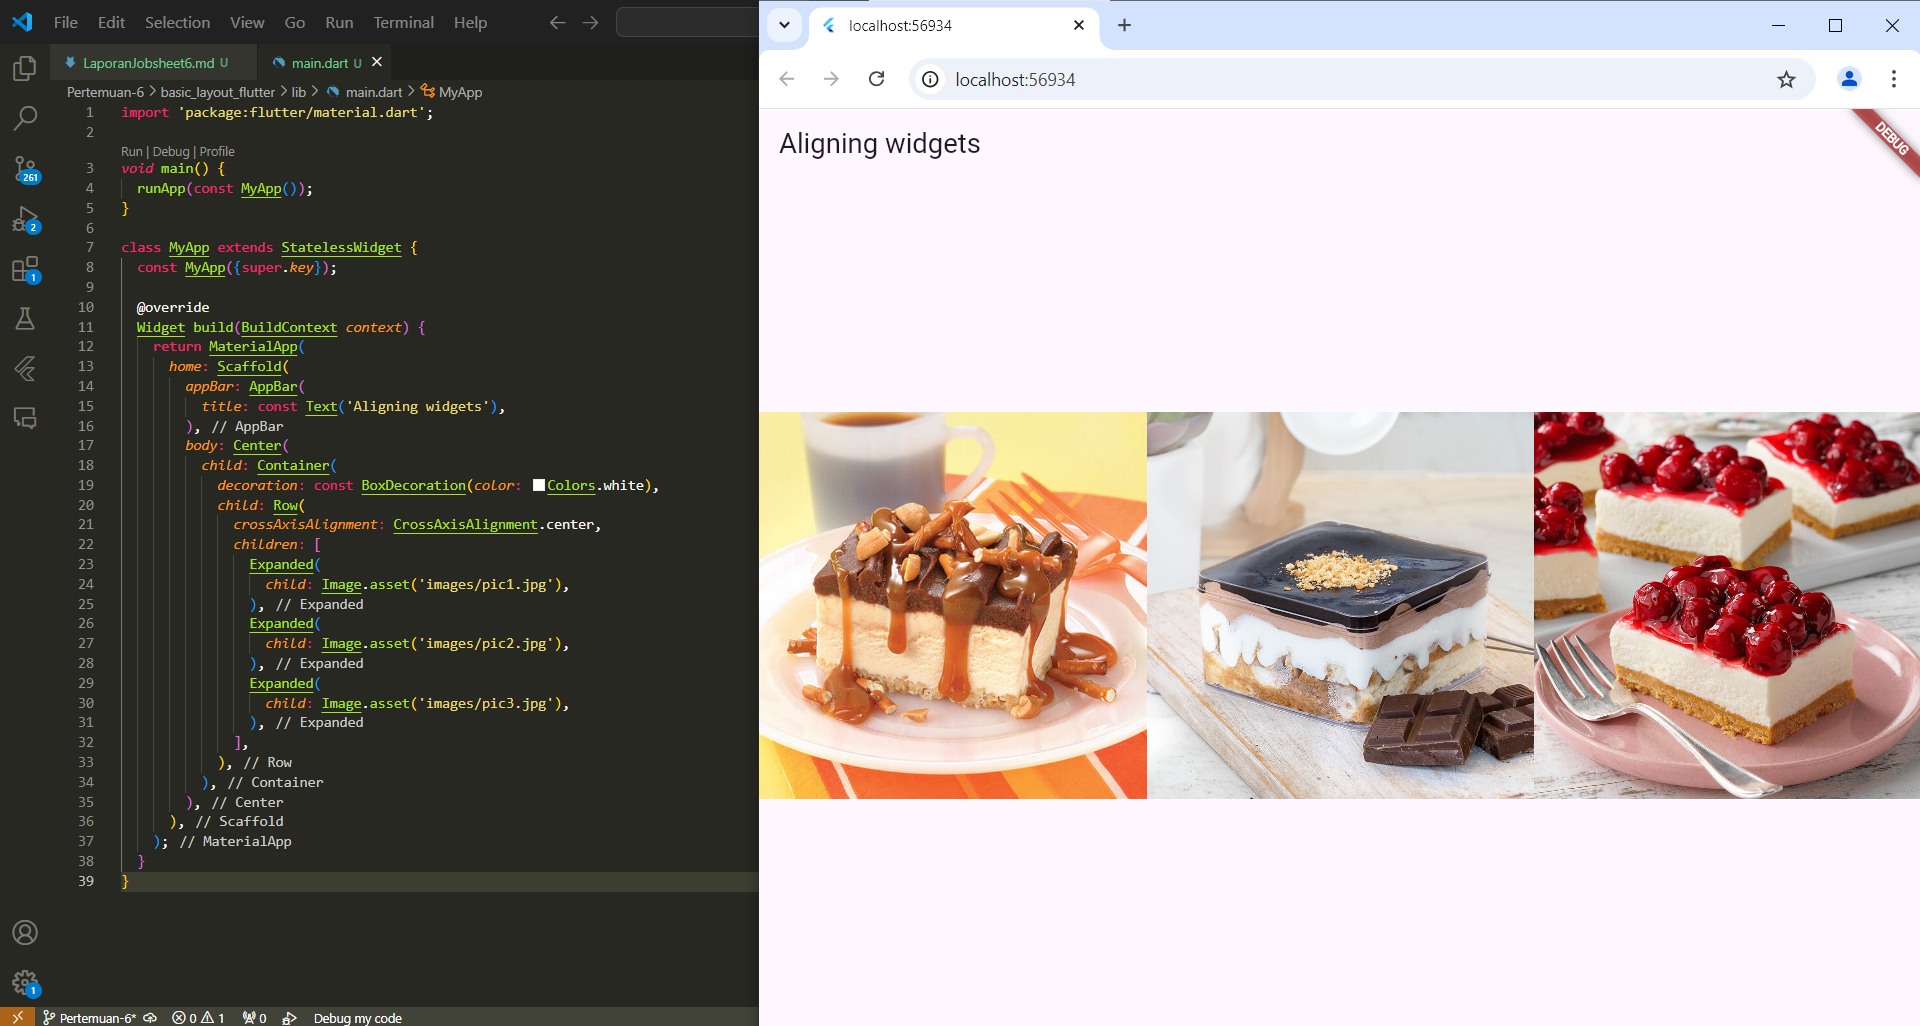 File Edit Selection View Go Run Terminal Help
LaporanJobsheet6.md U main.dart U
Pertemuan-6 > basic_layout_flutter > lib > main.dart > MyApp
1 import 'package:flutter/material.dart';
2
Run | Debug | Profile
3 void main() {
4 runApp(const MyApp());
5 }
6
7 class MyApp extends StatelessWidget {
8 const MyApp({super.key});
9
10 @override
11 Widget build(BuildContext context) {
12 return MaterialApp(
13 home: Scaffold(
14 appBar: AppBar(
15 title: const Text('Aligning widgets'),
16 ), // AppBar
17 body: Center(
18 child: Container(
19 decoration: const BoxDecoration(color: Colors.white),
20 child: Row(
21 crossAxisAlignment: CrossAxisAlignment.center,
22 children: [
23 Expanded(
24 child: Image.asset('images/pic1.jpg'),
25 ), // Expanded
26 Expanded(
27 child: Image.asset('images/pic2.jpg'),
28 ), // Expanded
29 Expanded(
30 child: Image.asset('images/pic3.jpg'),
31 ), // Expanded
32 ],
33 ), // Row
34 ), // Container
35 ), // Center
36 ), // Scaffold
37 ); // MaterialApp
38 }
39 }
261
2
1
1
Pertemuan-6* 0 1 0 Debug my code
localhost:56934
localhost:56934
Aligning widgets
DEBUG